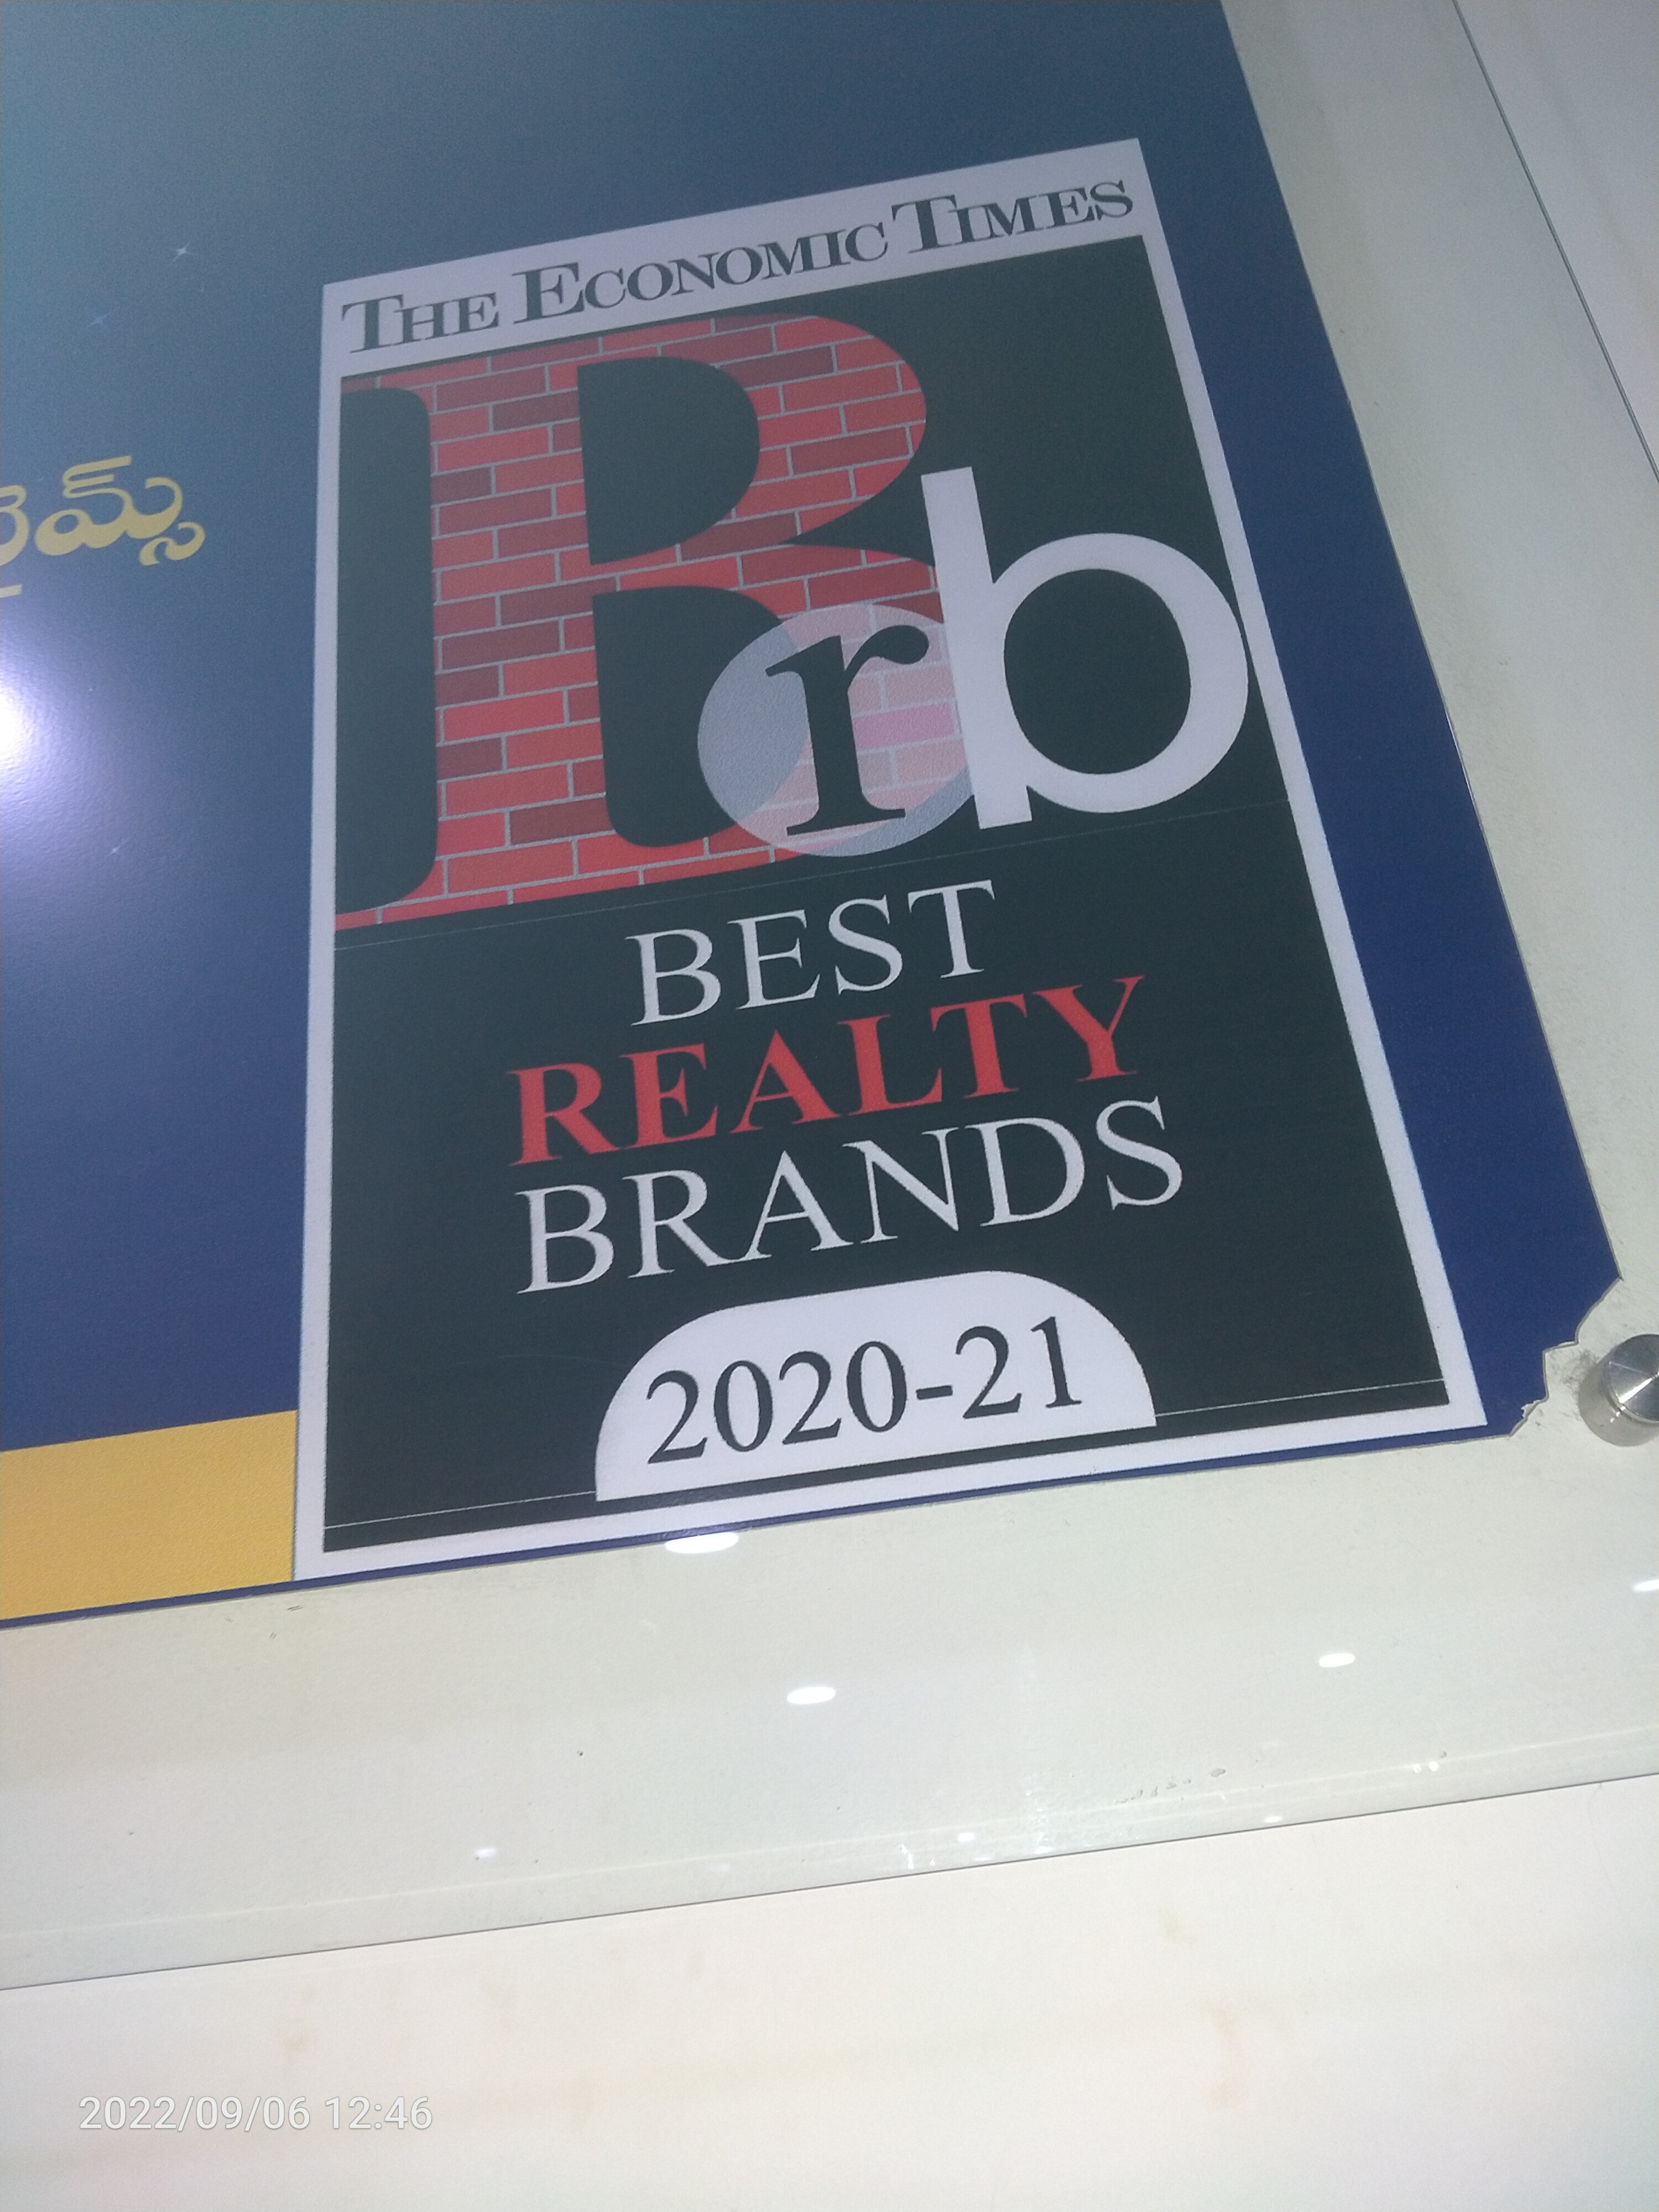 THE ECONOMIC TIMES
Brb
BEST
REALTY
BRANDS
2020-21
2022/09/06 12:46